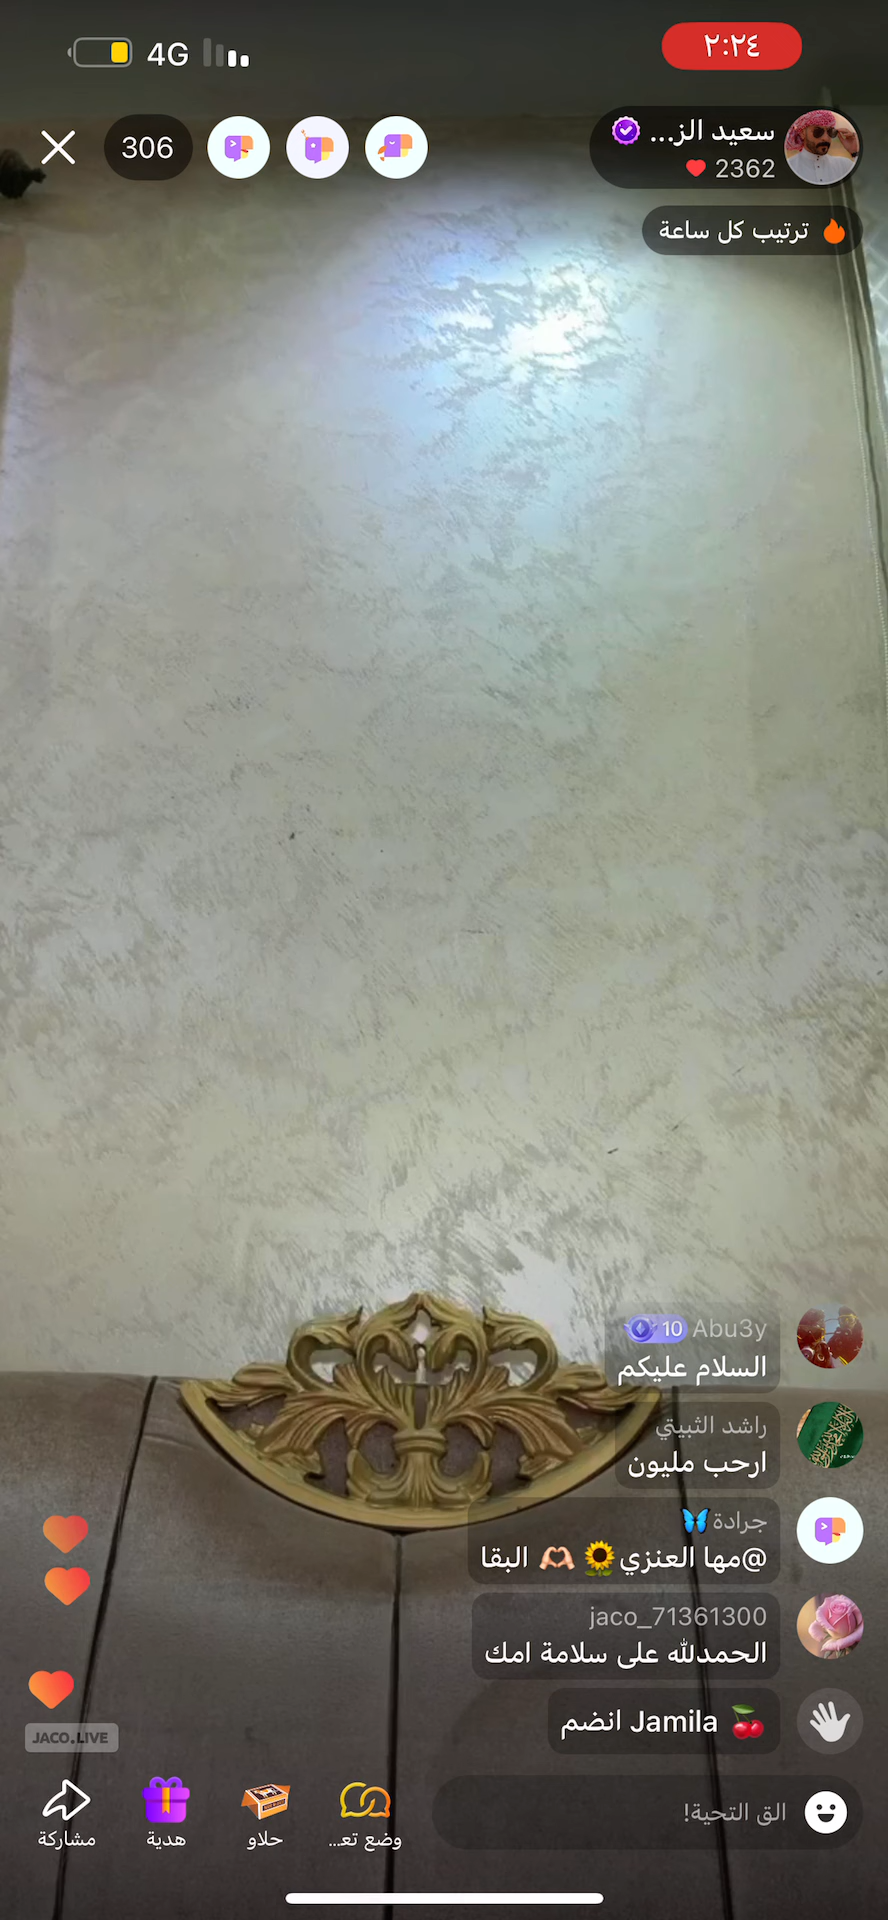 ٢:٢٤
4G
سعيد الز...
2362
306
ترتيب كل ساعة
Abu3y 10
السلام عليكم
راشد الثبيتي
ارحب مليون
جرادة🦋
@مها العنزي🌻🫶🏻 البقا
jaco_71361300
الحمدلله على سلامة امك
🍒 Jamila انضم
JACO.LIVE
الق التحية!
وضع تع...
حلاو
هدية
مشاركة